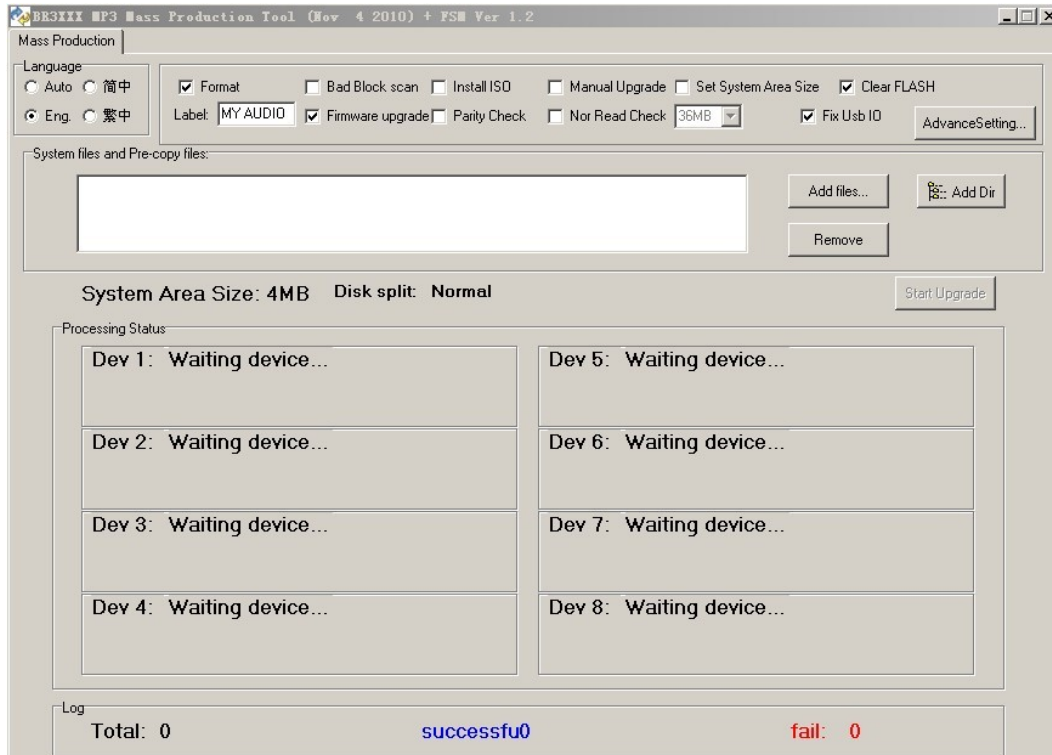 BR3XXX MP3 Mass Production Tool (Nov  4 2010) + FSM Ver 1.2
Mass Production
Language
Auto 简中
Eng. 繁中
Format Bad Block scan Install ISO Manual Upgrade Set System Area Size Clear FLASH
Label: MY AUDIO Firmware upgrade Parity Check Nor Read Check 36MB Fix Usb IO AdvanceSetting...
System files and Pre-copy files:
Add files... Add Dir
Remove
System Area Size: 4MB Disk split: Normal Start Upgrade
Processing Status
Dev 1: Waiting device... Dev 5: Waiting device...
Dev 2: Waiting device... Dev 6: Waiting device...
Dev 3: Waiting device... Dev 7: Waiting device...
Dev 4: Waiting device... Dev 8: Waiting device...
Log
Total: 0 successfu0 fail: 0